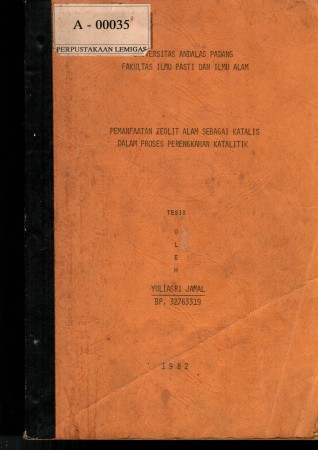 A - 00035
PERPUSTAKAAN LEMIGAS
UNIVERSITAS ANDALAS PADANG
FAKULTAS ILMU PASTI DAN ILMU ALAM
PEMANFAATAN ZEOLIT ALAM SEBAGAI KATALIS
DALAM PROSES PERENGKAHAN KATALITIK
TESIS
O
L
E
H
YULIASRI JAMAL
BP. 32763319
1982